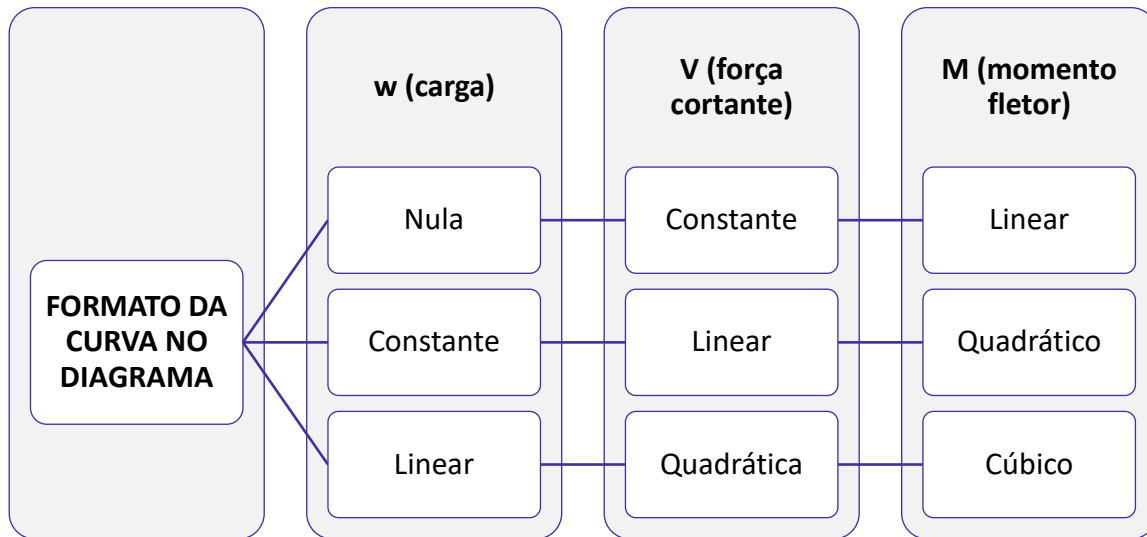 w (carga)
V (força
cortante)
M (momento
fletor)
FORMATO DA
CURVA NO
DIAGRAMA
Nula
Constante
Linear
Constante
Linear
Quadrático
Linear
Quadrática
Cúbico